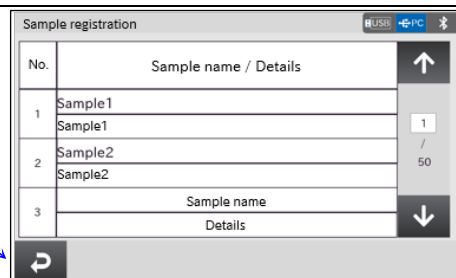 Sample registration
USB PC
No. Sample name / Details
1 Sample1
Sample1
2 Sample2
Sample2
3 Sample name
Details
1
/
50